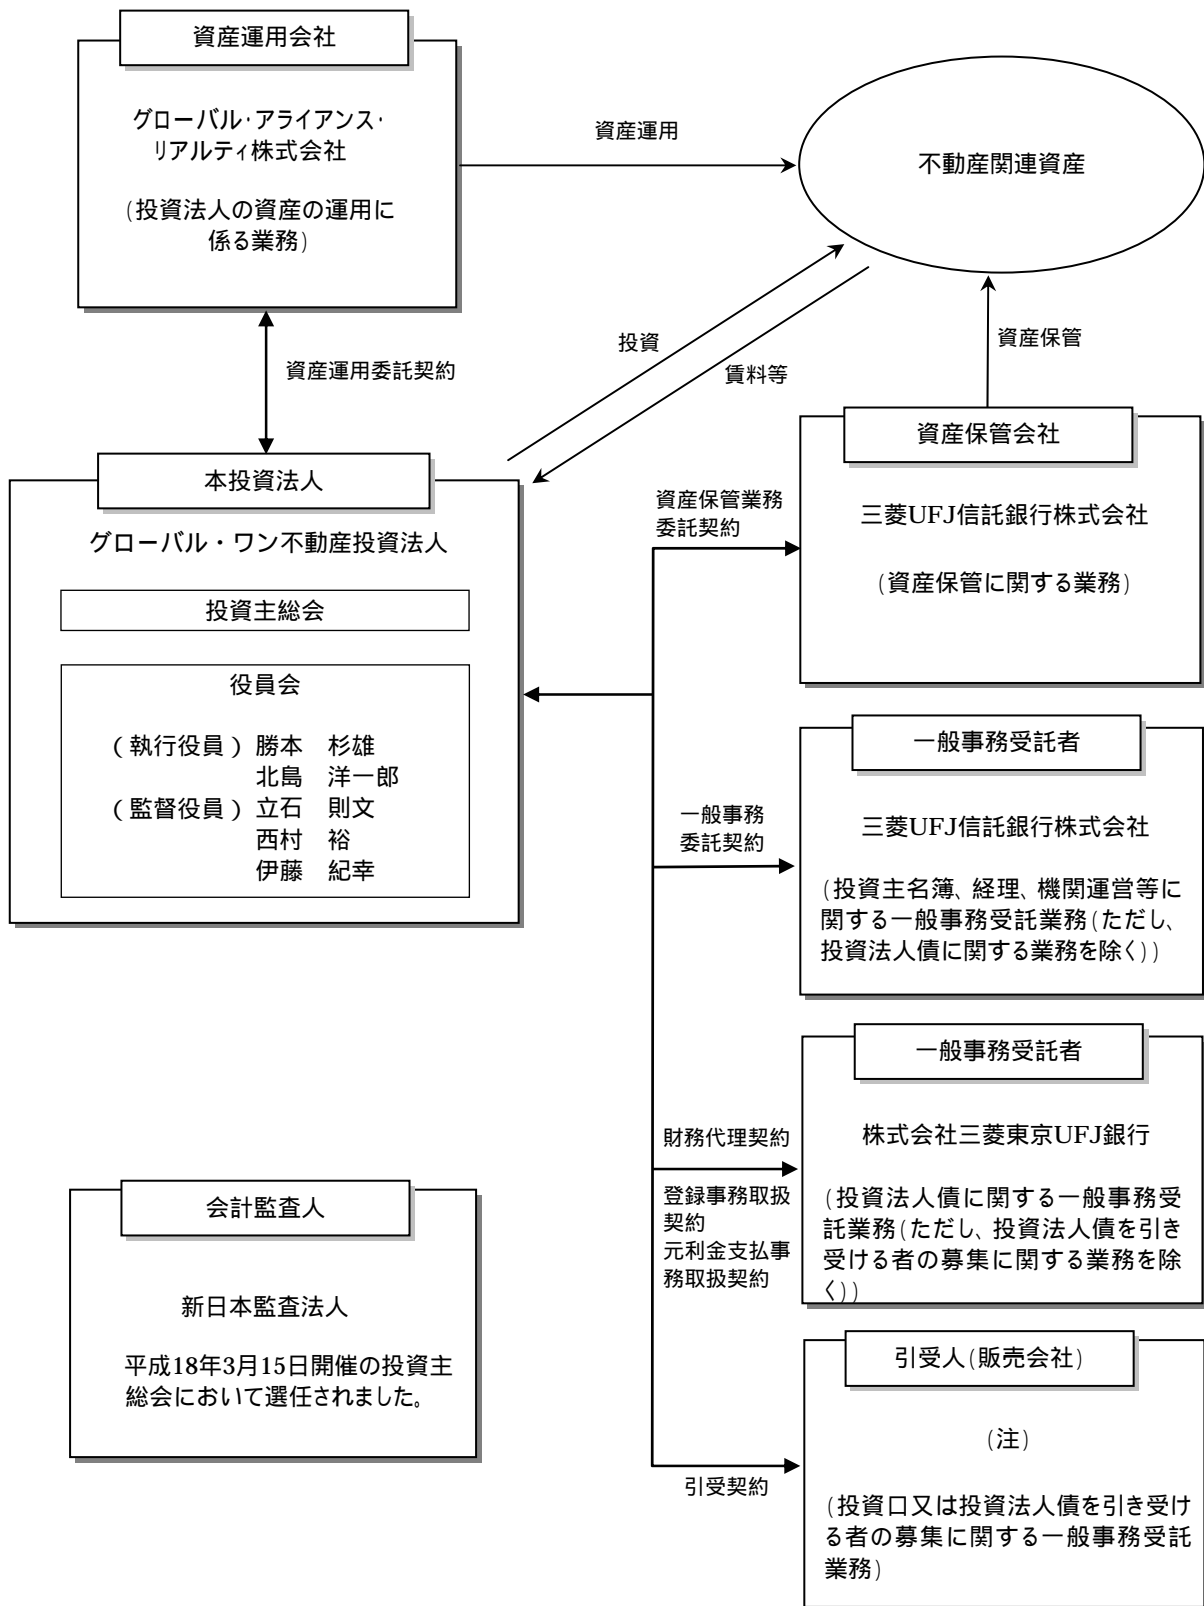 資産運用会社
グローバル・アライアンス・
リアルティ株式会社
(投資法人の資産の運用に
係る業務)
資産運用
不動産関連資産
資産運用委託契約
投資
賃料等
資産保管
本投資法人
グローバル・ワン不動産投資法人
投資主総会
役員会
(執行役員) 勝本 杉雄
北島 洋一郎
(監督役員) 立石 則文
西村 裕
伊藤 紀幸
資産保管業務
委託契約
資産保管会社
三菱UFJ信託銀行株式会社
(資産保管に関する業務)
一般事務
委託契約
一般事務受託者
三菱UFJ信託銀行株式会社
(投資主名簿、経理、機関運営等に
関する一般事務受託業務(ただし、
投資法人債に関する業務を除く))
財務代理契約
登録事務取扱
契約
元利金支払事
務取扱契約
一般事務受託者
株式会社三菱東京UFJ銀行
(投資法人債に関する一般事務受
託業務(ただし、投資法人債を引き
受ける者の募集に関する業務を除
く))
会計監査人
新日本監査法人
平成18年3月15日開催の投資主
総会において選任されました。
引受契約
引受人(販売会社)
(注)
(投資口又は投資法人債を引き受け
る者の募集に関する一般事務受託
業務)